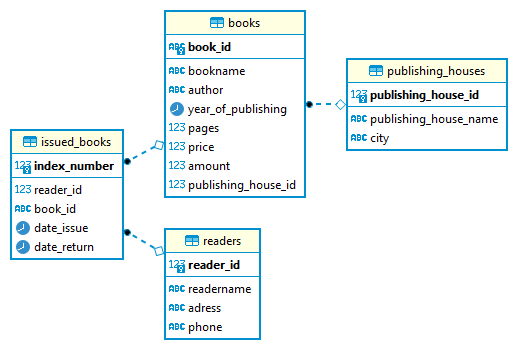 books
ABC book_id
ABC bookname
ABC author
year_of_publishing
123 pages
123 price
123 amount
123 publishing_house_id
publishing_houses
123 publishing_house_id
ABC publishing_house_name
ABC city
issued_books
123 index_number
123 reader_id
ABC book_id
date_issue
date_return
readers
123 reader_id
ABC readername
ABC adress
ABC phone